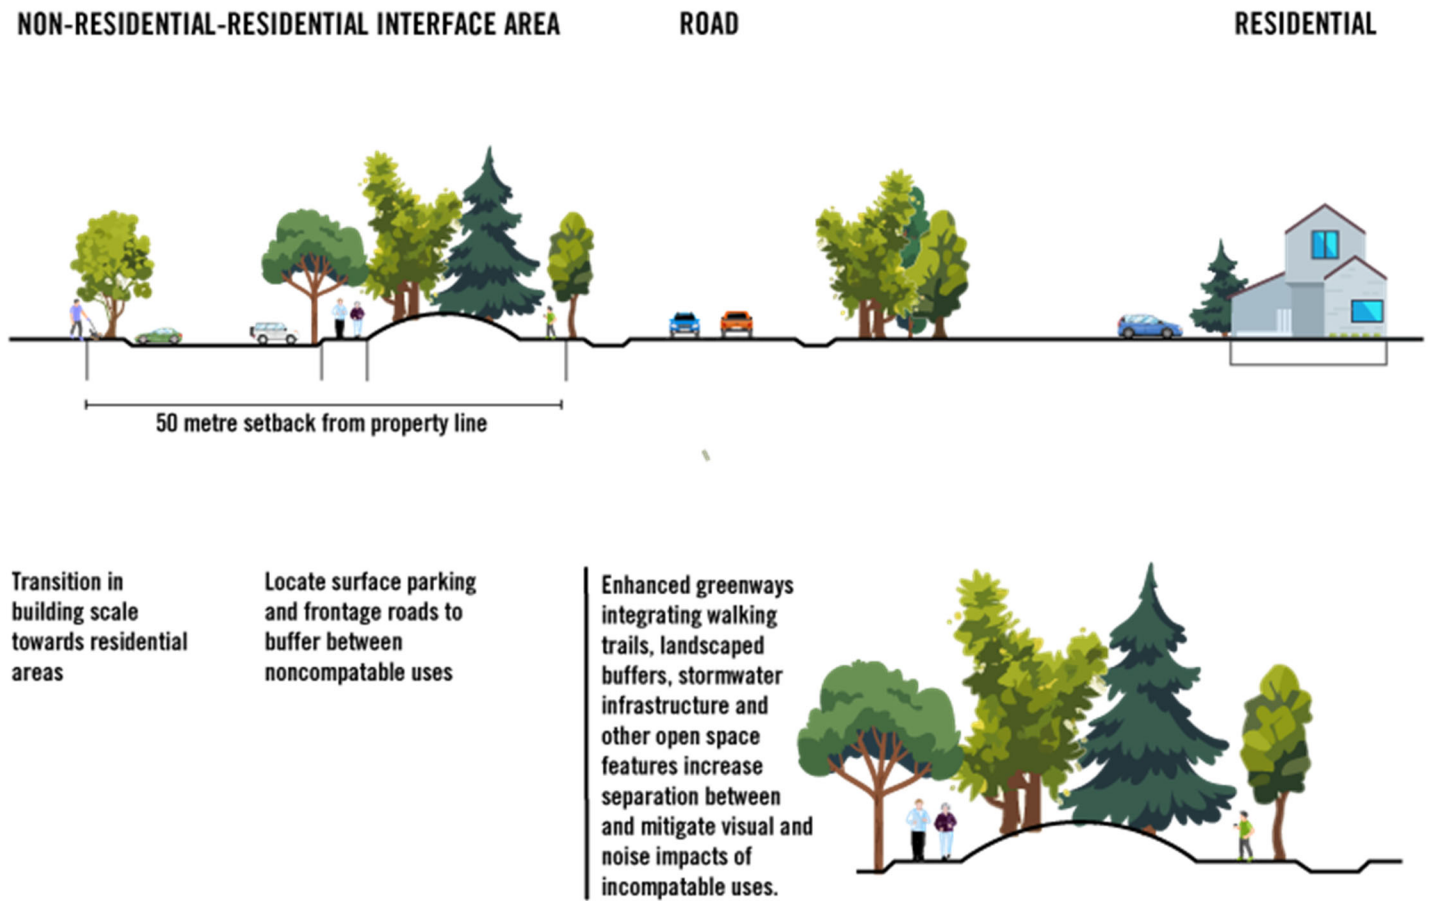 NON-RESIDENTIAL-RESIDENTIAL INTERFACE AREA
ROAD
RESIDENTIAL
50 metre setback from property line
Transition in
building scale
towards residential
areas
Locate surface parking
and frontage roads to
buffer between
noncompatable uses
Enhanced greenways
integrating walking
trails, landscaped
buffers, stormwater
infrastructure and
other open space
features increase
separation between
and mitigate visual and
noise impacts of
incompatable uses.